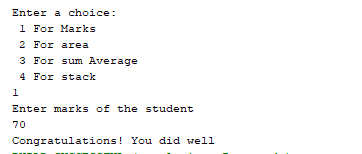 Enter a choice:
1 For Marks
2 For area
3 For sum Average
4 For stack
1
Enter marks of the student
70
Congratulations! You did well